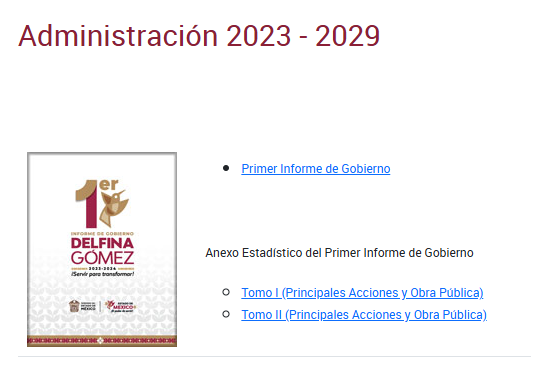 Administración 2023 - 2029
1er
INFORME DE GOBIERNO
DELFINA
GÓMEZ
2023-2024
¡Servir para transformar!
Primer Informe de Gobierno
Anexo Estadístico del Primer Informe de Gobierno
Tomo I (Principales Acciones y Obra Pública)
Tomo II (Principales Acciones y Obra Pública)